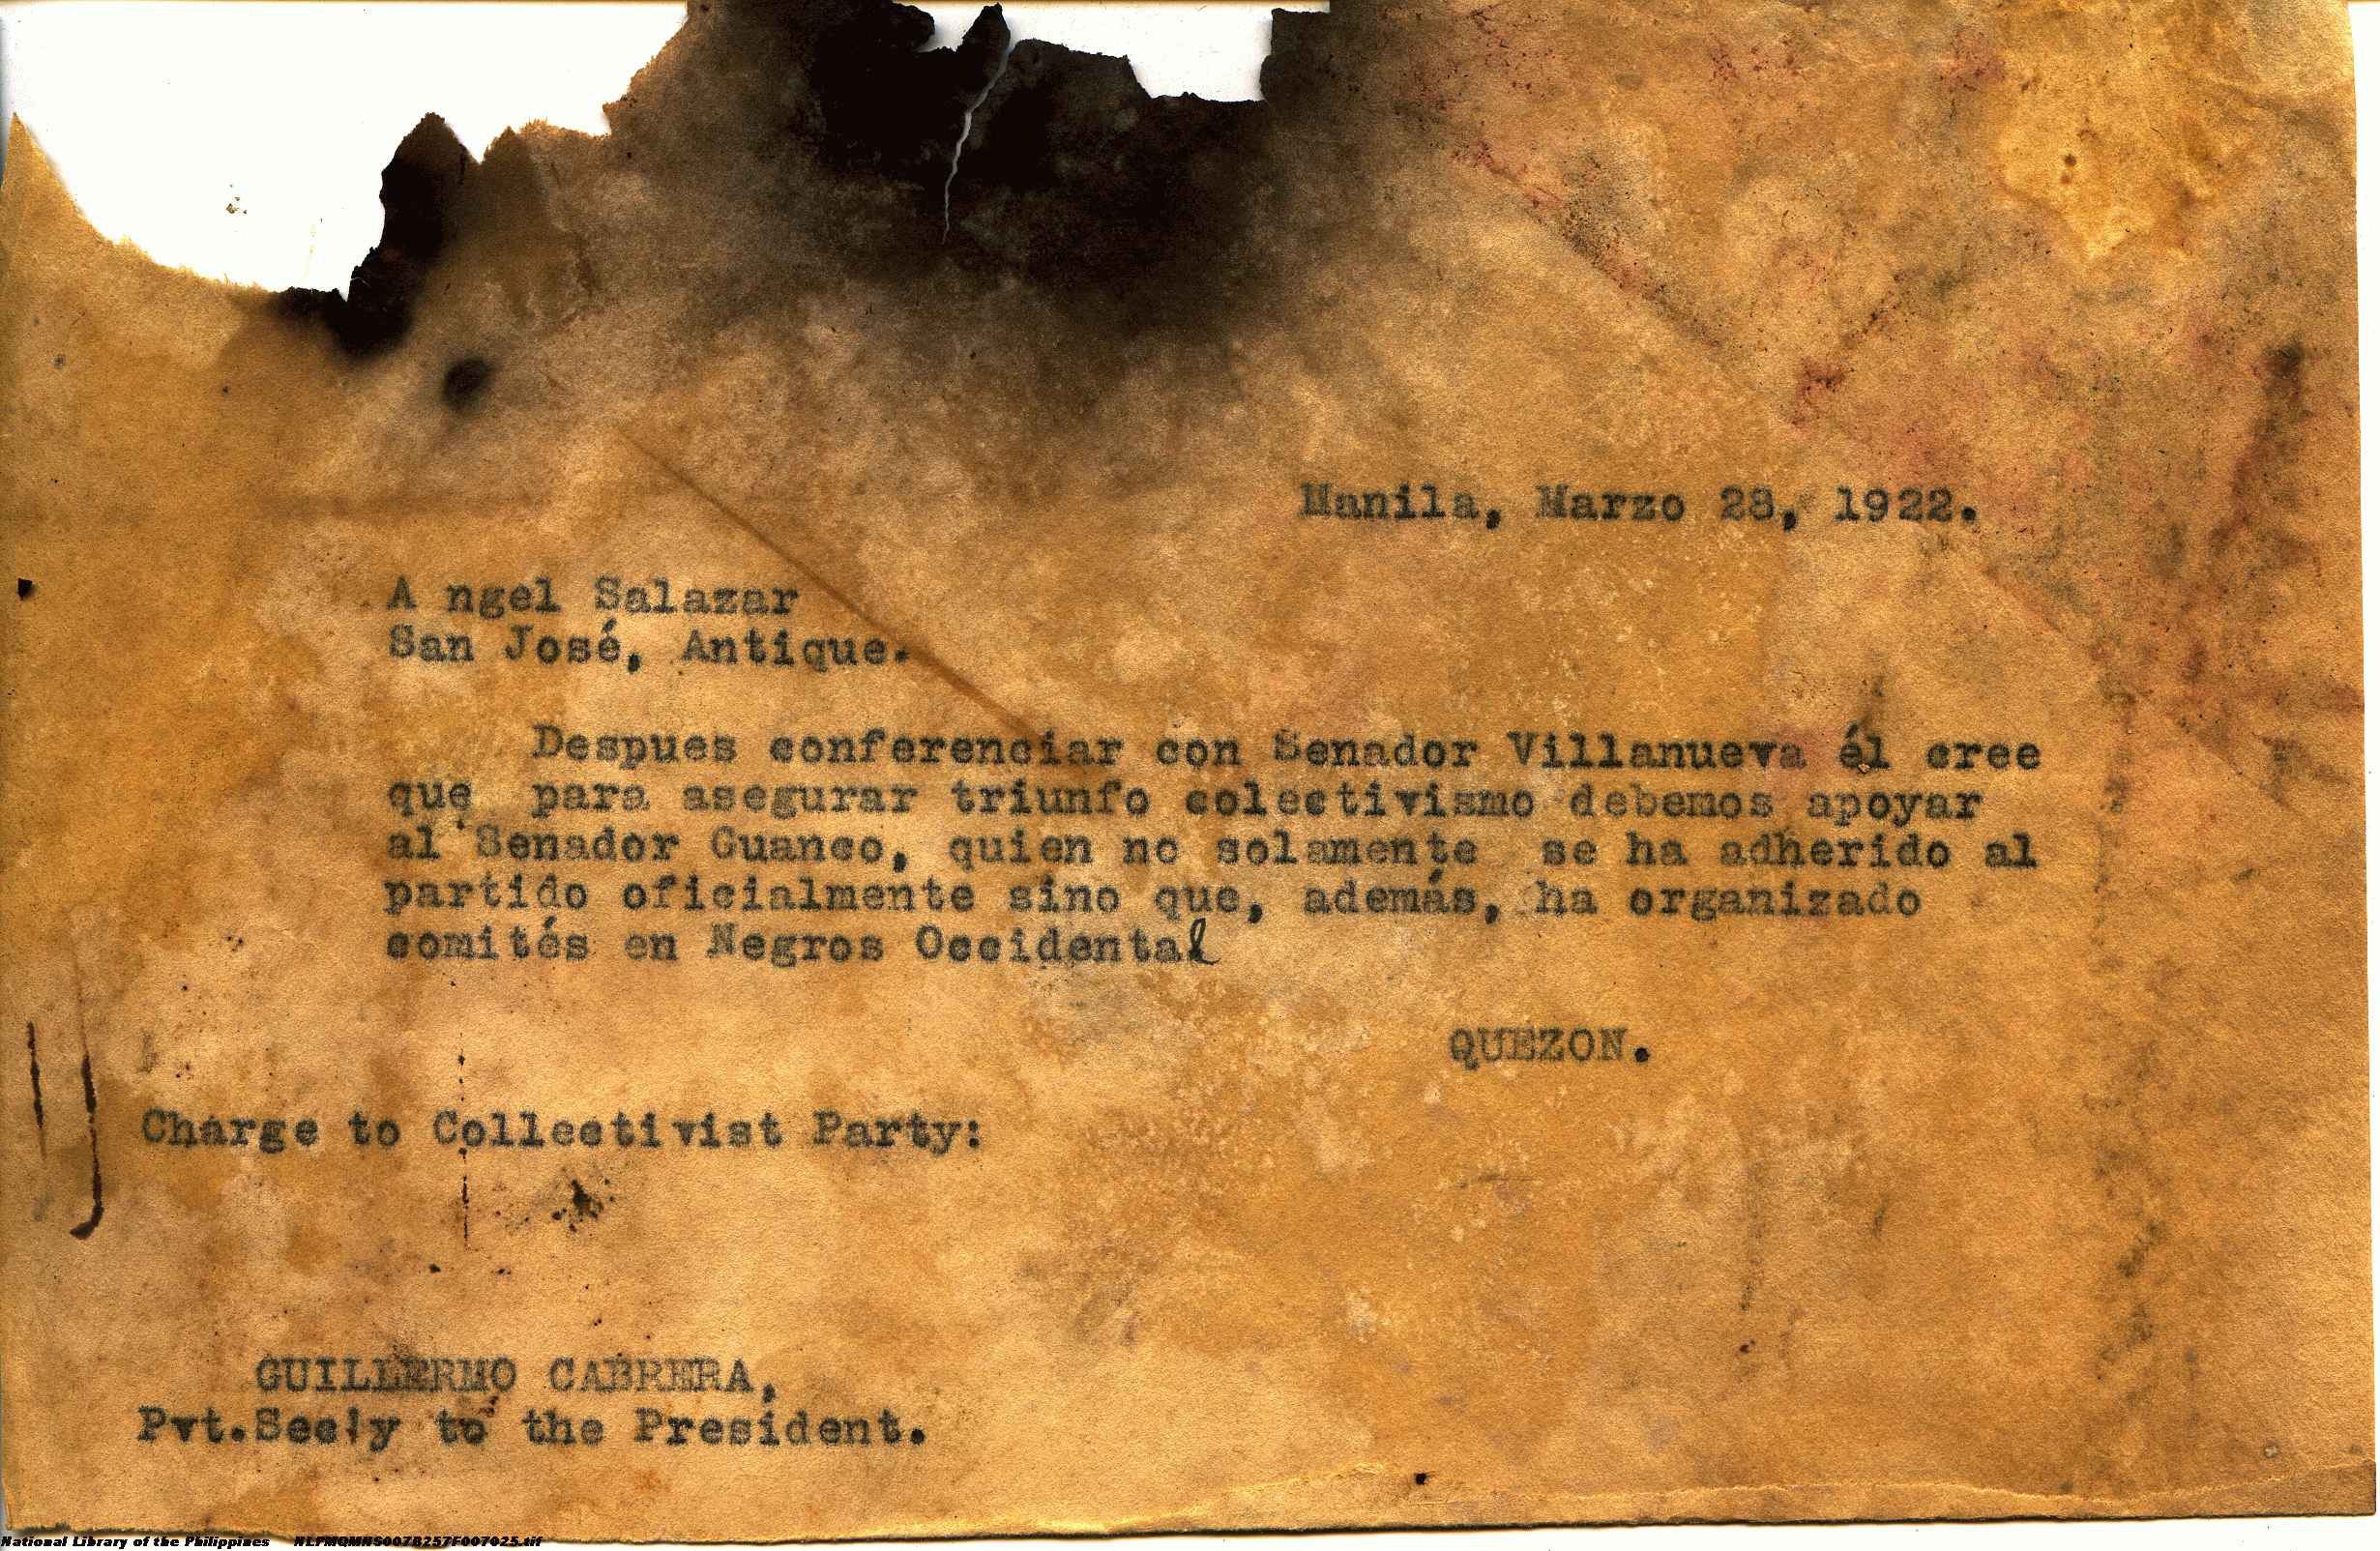 Manila, Marzo 28, 1922.
A ngel Salazar
San José, Antique.
Despues conferenciar con Senador Villanueva él cree
que para asegurar triunfo colectivismo debemos apoyar
al Senador Guanco, quien no solamente se ha adherido al
partido oficialmente sino que, además, ha organizado
comités en Negros Occidental
QUEZON.
Charge to Collectivist Party:
GUILLERMO CABRERA,
Pvt.Secly to the President.
National Library of the Philippines NLPMQMNS007B257F007025.tif